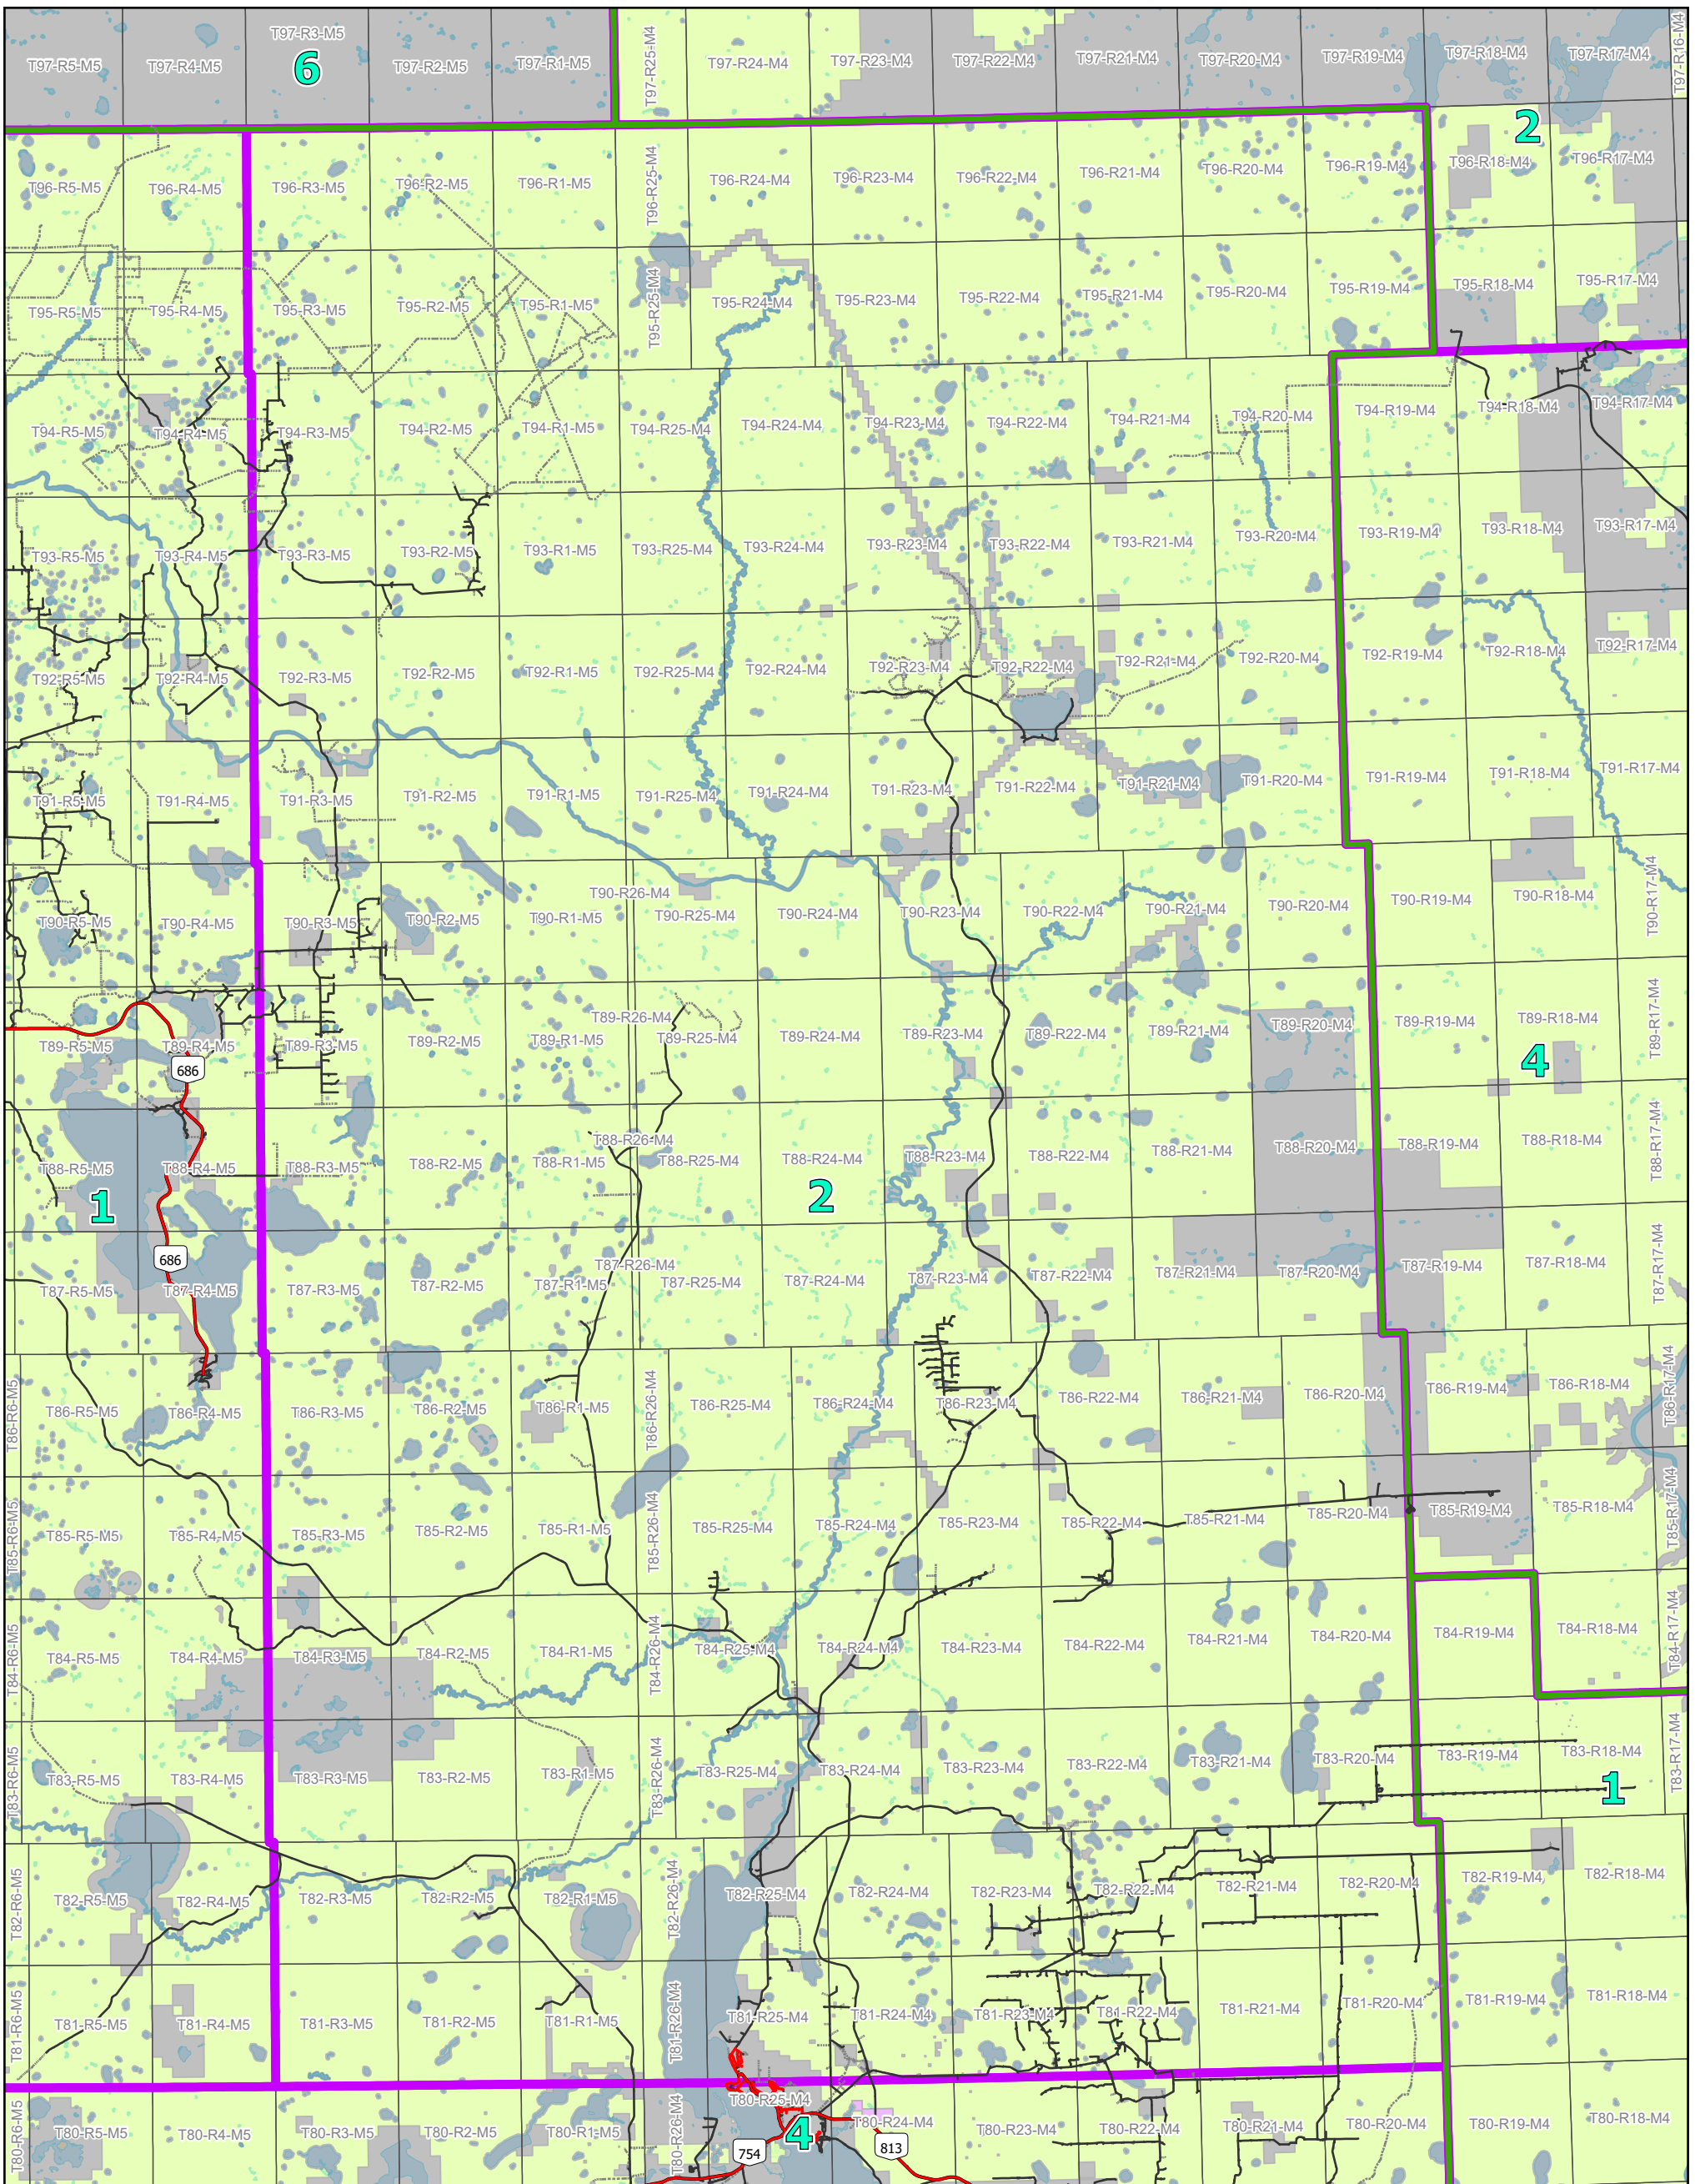 T97-R5-M5 T97-R4-M5 T97-R3-M5 T97-R2-M5 T97-R1-M5 T97-R25-M4 T97-R24-M4 T97-R23-M4 T97-R22-M4 T97-R21-M4 T97-R20-M4 T97-R19-M4 T97-R18-M4 T97-R17-M4 T97-R16-M4
6
2
T96-R5-M5 T96-R4-M5 T96-R3-M5 T96-R2-M5 T96-R1-M5 T96-R25-M4 T96-R24-M4 T96-R23-M4 T96-R22-M4 T96-R21-M4 T96-R20-M4 T96-R19-M4 T96-R18-M4 T96-R17-M4
T95-R5-M5 T95-R4-M5 T95-R3-M5 T95-R2-M5 T95-R1-M5 T95-R25-M4 T95-R24-M4 T95-R23-M4 T95-R22-M4 T95-R21-M4 T95-R20-M4 T95-R19-M4 T95-R18-M4 T95-R17-M4
T94-R5-M5 T94-R4-M5 T94-R3-M5 T94-R2-M5 T94-R1-M5 T94-R25-M4 T94-R24-M4 T94-R23-M4 T94-R22-M4 T94-R21-M4 T94-R20-M4 T94-R19-M4 T94-R18-M4 T94-R17-M4
T93-R5-M5 T93-R4-M5 T93-R3-M5 T93-R2-M5 T93-R1-M5 T93-R25-M4 T93-R24-M4 T93-R23-M4 T93-R22-M4 T93-R21-M4 T93-R20-M4 T93-R19-M4 T93-R18-M4 T93-R17-M4
T92-R5-M5 T92-R4-M5 T92-R3-M5 T92-R2-M5 T92-R1-M5 T92-R25-M4 T92-R24-M4 T92-R23-M4 T92-R22-M4 T92-R21-M4 T92-R20-M4 T92-R19-M4 T92-R18-M4 T92-R17-M4
T91-R5-M5 T91-R4-M5 T91-R3-M5 T91-R2-M5 T91-R1-M5 T91-R25-M4 T91-R24-M4 T91-R23-M4 T91-R22-M4 T91-R21-M4 T91-R20-M4 T91-R19-M4 T91-R18-M4 T91-R17-M4
T90-R5-M5 T90-R4-M5 T90-R3-M5 T90-R2-M5 T90-R1-M5 T90-R26-M4 T90-R25-M4 T90-R24-M4 T90-R23-M4 T90-R22-M4 T90-R21-M4 T90-R20-M4 T90-R19-M4 T90-R18-M4 T90-R17-M4
T89-R5-M5 T89-R4-M5 T89-R3-M5 T89-R2-M5 T89-R1-M5 T89-R26-M4 T89-R25-M4 T89-R24-M4 T89-R23-M4 T89-R22-M4 T89-R21-M4 T89-R20-M4 T89-R19-M4 T89-R18-M4 T89-R17-M4
686
4
T88-R5-M5 T88-R4-M5 T88-R3-M5 T88-R2-M5 T88-R1-M5 T88-R26-M4 T88-R25-M4 T88-R24-M4 T88-R23-M4 T88-R22-M4 T88-R21-M4 T88-R20-M4 T88-R19-M4 T88-R18-M4 T88-R17-M4
1
2
686
T87-R5-M5 T87-R4-M5 T87-R3-M5 T87-R2-M5 T87-R1-M5 T87-R26-M4 T87-R25-M4 T87-R24-M4 T87-R23-M4 T87-R22-M4 T87-R21-M4 T87-R20-M4 T87-R19-M4 T87-R18-M4 T87-R17-M4
T86-R6-M5 T86-R5-M5 T86-R4-M5 T86-R3-M5 T86-R2-M5 T86-R1-M5 T86-R26-M4 T86-R25-M4 T86-R24-M4 T86-R23-M4 T86-R22-M4 T86-R21-M4 T86-R20-M4 T86-R19-M4 T86-R18-M4 T86-R17-M4
T85-R6-M5 T85-R5-M5 T85-R4-M5 T85-R3-M5 T85-R2-M5 T85-R1-M5 T85-R26-M4 T85-R25-M4 T85-R24-M4 T85-R23-M4 T85-R22-M4 T85-R21-M4 T85-R20-M4 T85-R19-M4 T85-R18-M4 T85-R17-M4
T84-R6-M5 T84-R5-M5 T84-R4-M5 T84-R3-M5 T84-R2-M5 T84-R1-M5 T84-R26-M4 T84-R25-M4 T84-R24-M4 T84-R23-M4 T84-R22-M4 T84-R21-M4 T84-R20-M4 T84-R19-M4 T84-R18-M4 T84-R17-M4
T83-R6-M5 T83-R5-M5 T83-R4-M5 T83-R3-M5 T83-R2-M5 T83-R1-M5 T83-R26-M4 T83-R25-M4 T83-R24-M4 T83-R23-M4 T83-R22-M4 T83-R21-M4 T83-R20-M4 T83-R19-M4 T83-R18-M4 T83-R17-M4
1
T82-R6-M5 T82-R5-M5 T82-R4-M5 T82-R3-M5 T82-R2-M5 T82-R1-M5 T82-R26-M4 T82-R25-M4 T82-R24-M4 T82-R23-M4 T82-R22-M4 T82-R21-M4 T82-R20-M4 T82-R19-M4 T82-R18-M4
T81-R6-M5 T81-R5-M5 T81-R4-M5 T81-R3-M5 T81-R2-M5 T81-R1-M5 T81-R26-M4 T81-R25-M4 T81-R24-M4 T81-R23-M4 T81-R22-M4 T81-R21-M4 T81-R20-M4 T81-R19-M4 T81-R18-M4
T80-R6-M5 T80-R5-M5 T80-R4-M5 T80-R3-M5 T80-R2-M5 T80-R1-M5 T80-R26-M4 T80-R25-M4 T80-R24-M4 T80-R23-M4 T80-R22-M4 T80-R21-M4 T80-R20-M4 T80-R19-M4 T80-R18-M4
4
754
813